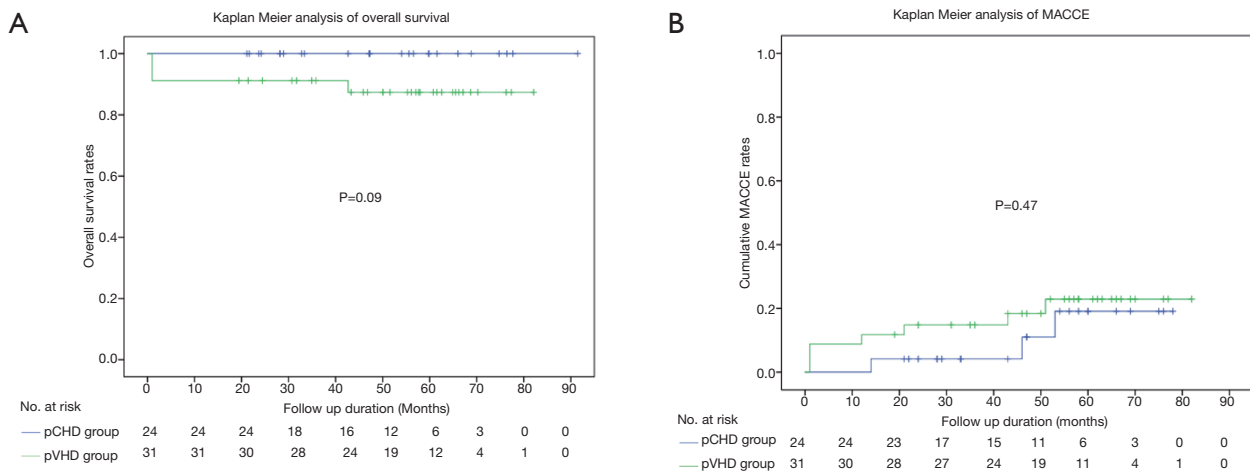 A
Kaplan Meier analysis of overall survival
Overall survival rates
1.0
0.8
0.6
0.4
0.2
0.0
P=0.09
0 10 20 30 40 50 60 70 80 90
Follow up duration (Months)
No. at risk
pCHD group 24 24 24 18 16 12 6 3 0 0
pVHD group 31 31 30 28 24 19 12 4 1 0
B
Kaplan Meier analysis of MACCE
Cumulative MACCE rates
1.0
0.8
0.6
0.4
0.2
0.0
P=0.47
0 10 20 30 40 50 60 70 80 90
Follow up duration (months)
No. at risk
pCHD group 24 24 23 17 15 11 6 3 0 0
pVHD group 31 30 28 27 24 19 11 4 1 0